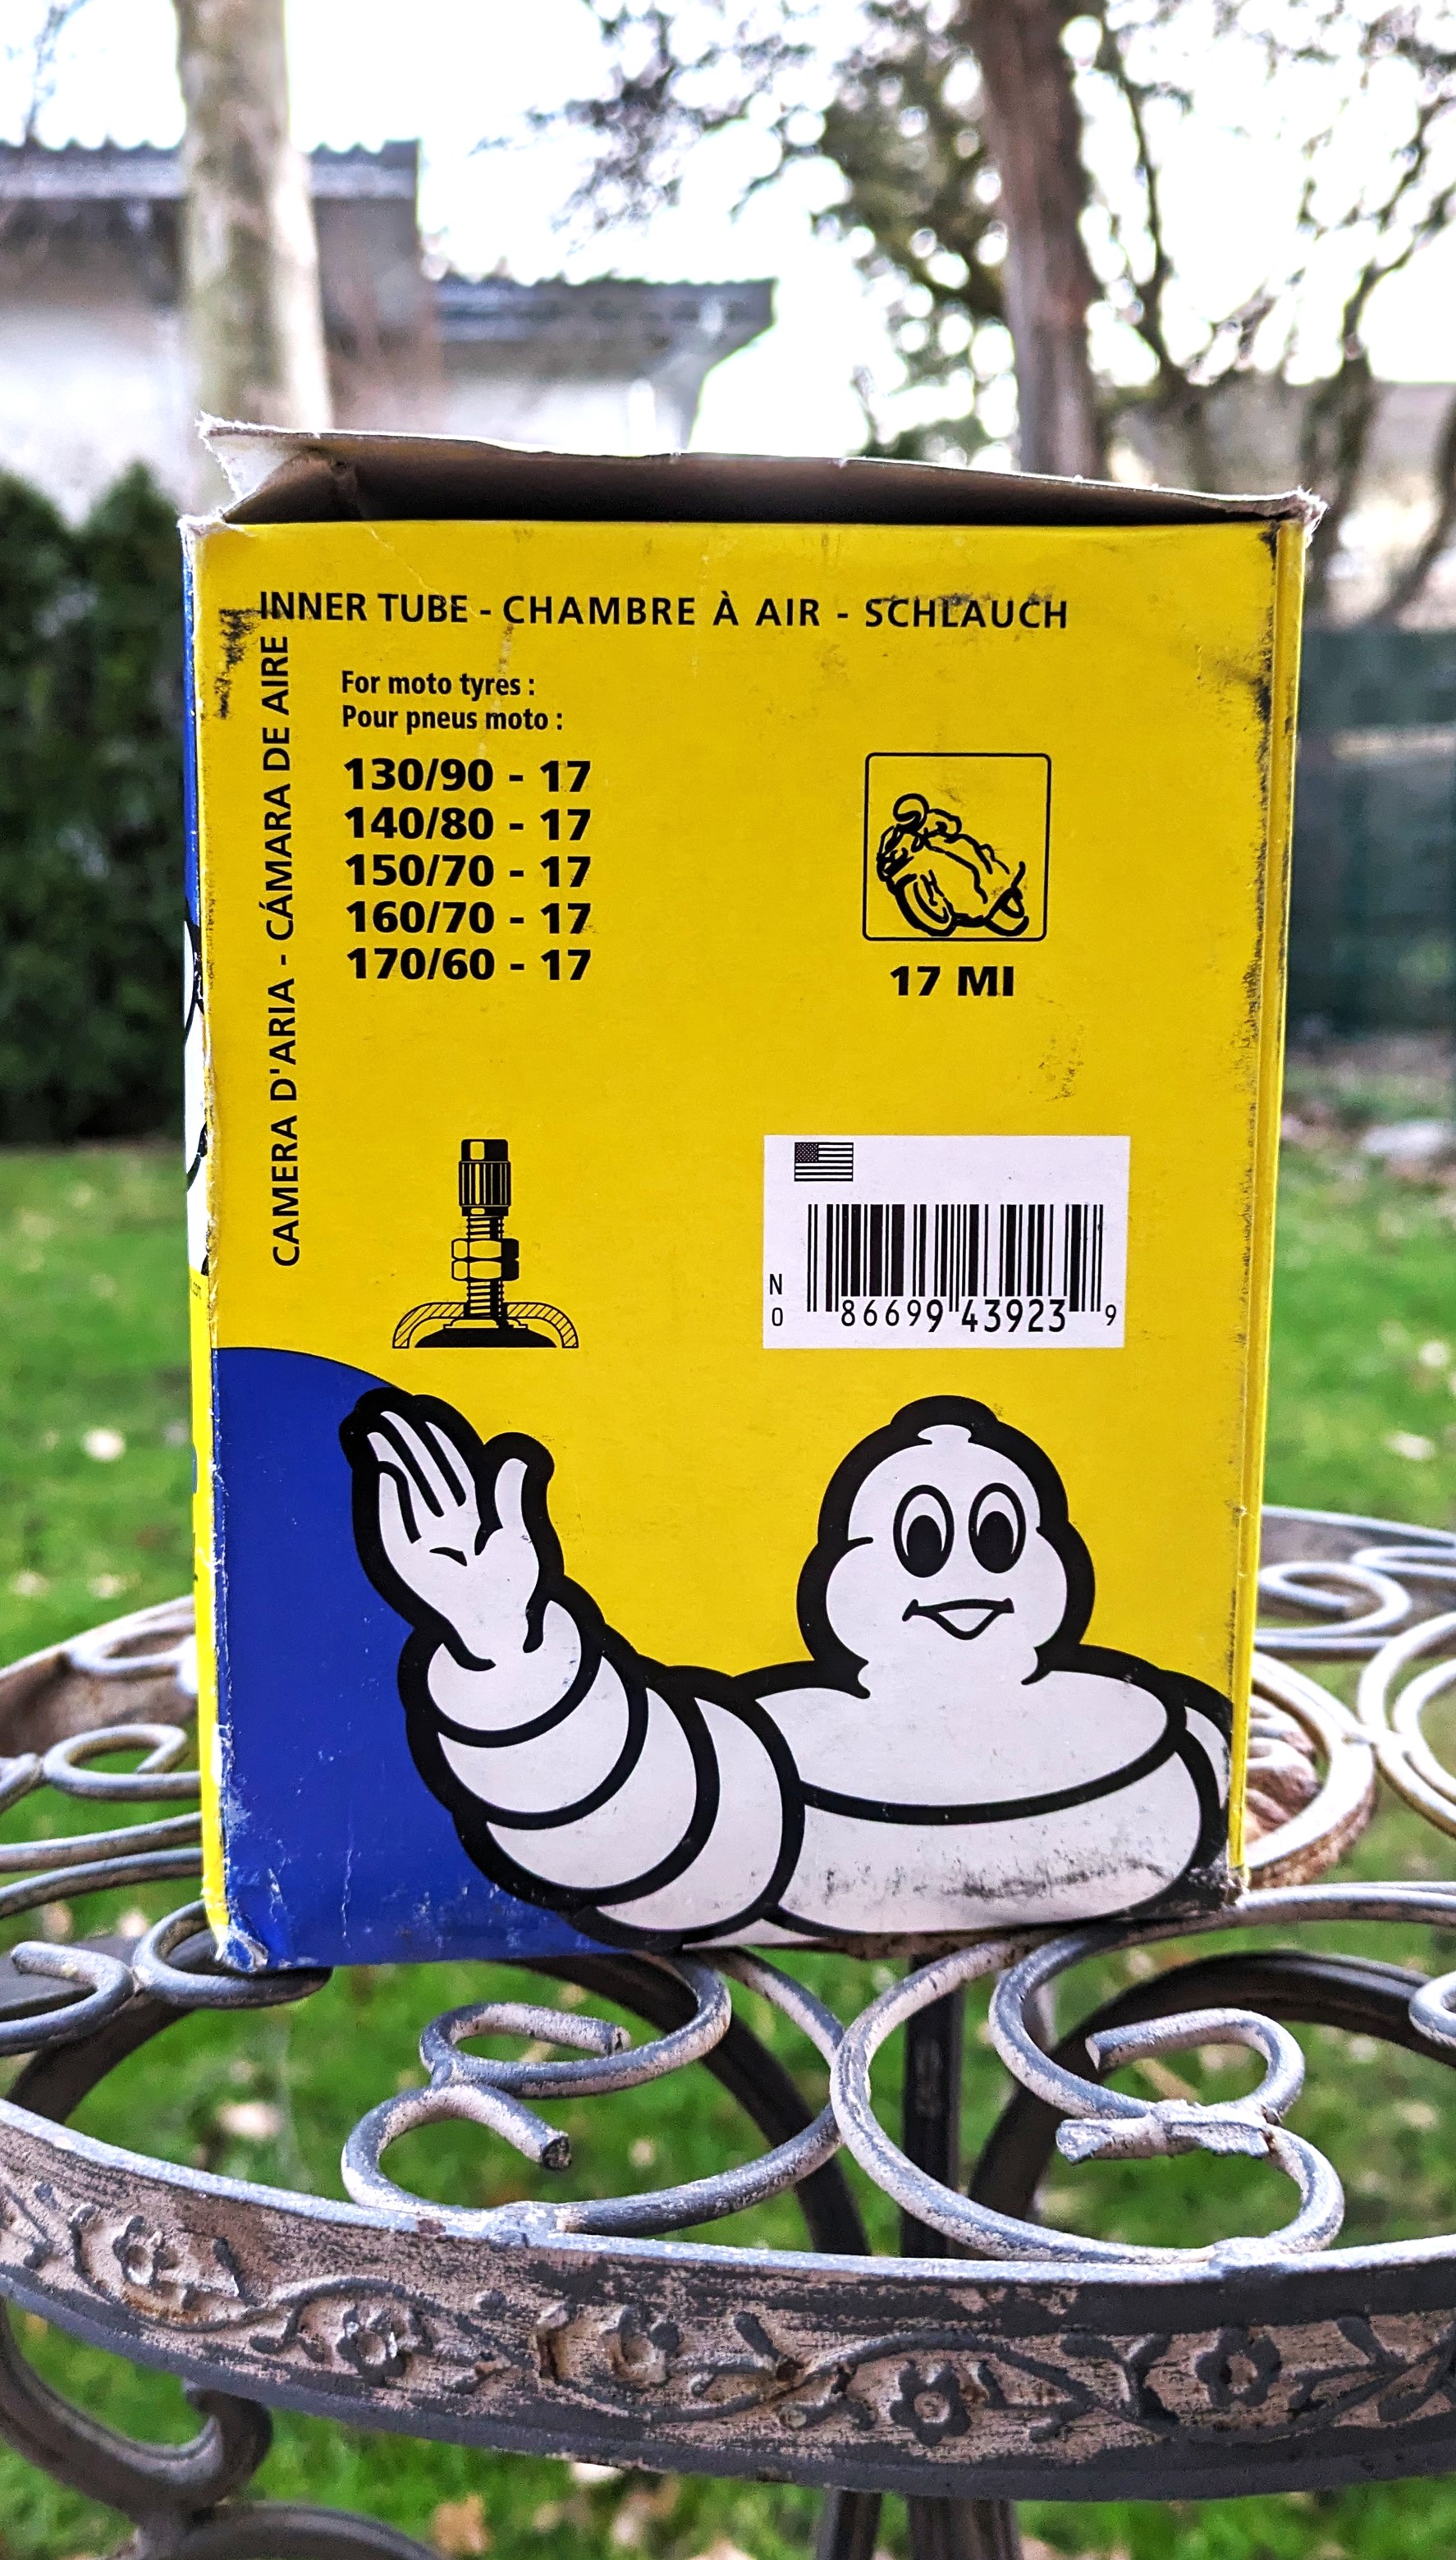 INNER TUBE - CHAMBRE À AIR - SCHLAUCH
CAMERA D'ARIA - CÁMARA DE AIRE
For moto tyres :
Pour pneus moto :
130/90 - 17
140/80 - 17
150/70 - 17
160/70 - 17
170/60 - 17
17 MI
N
0 86699 43923 9